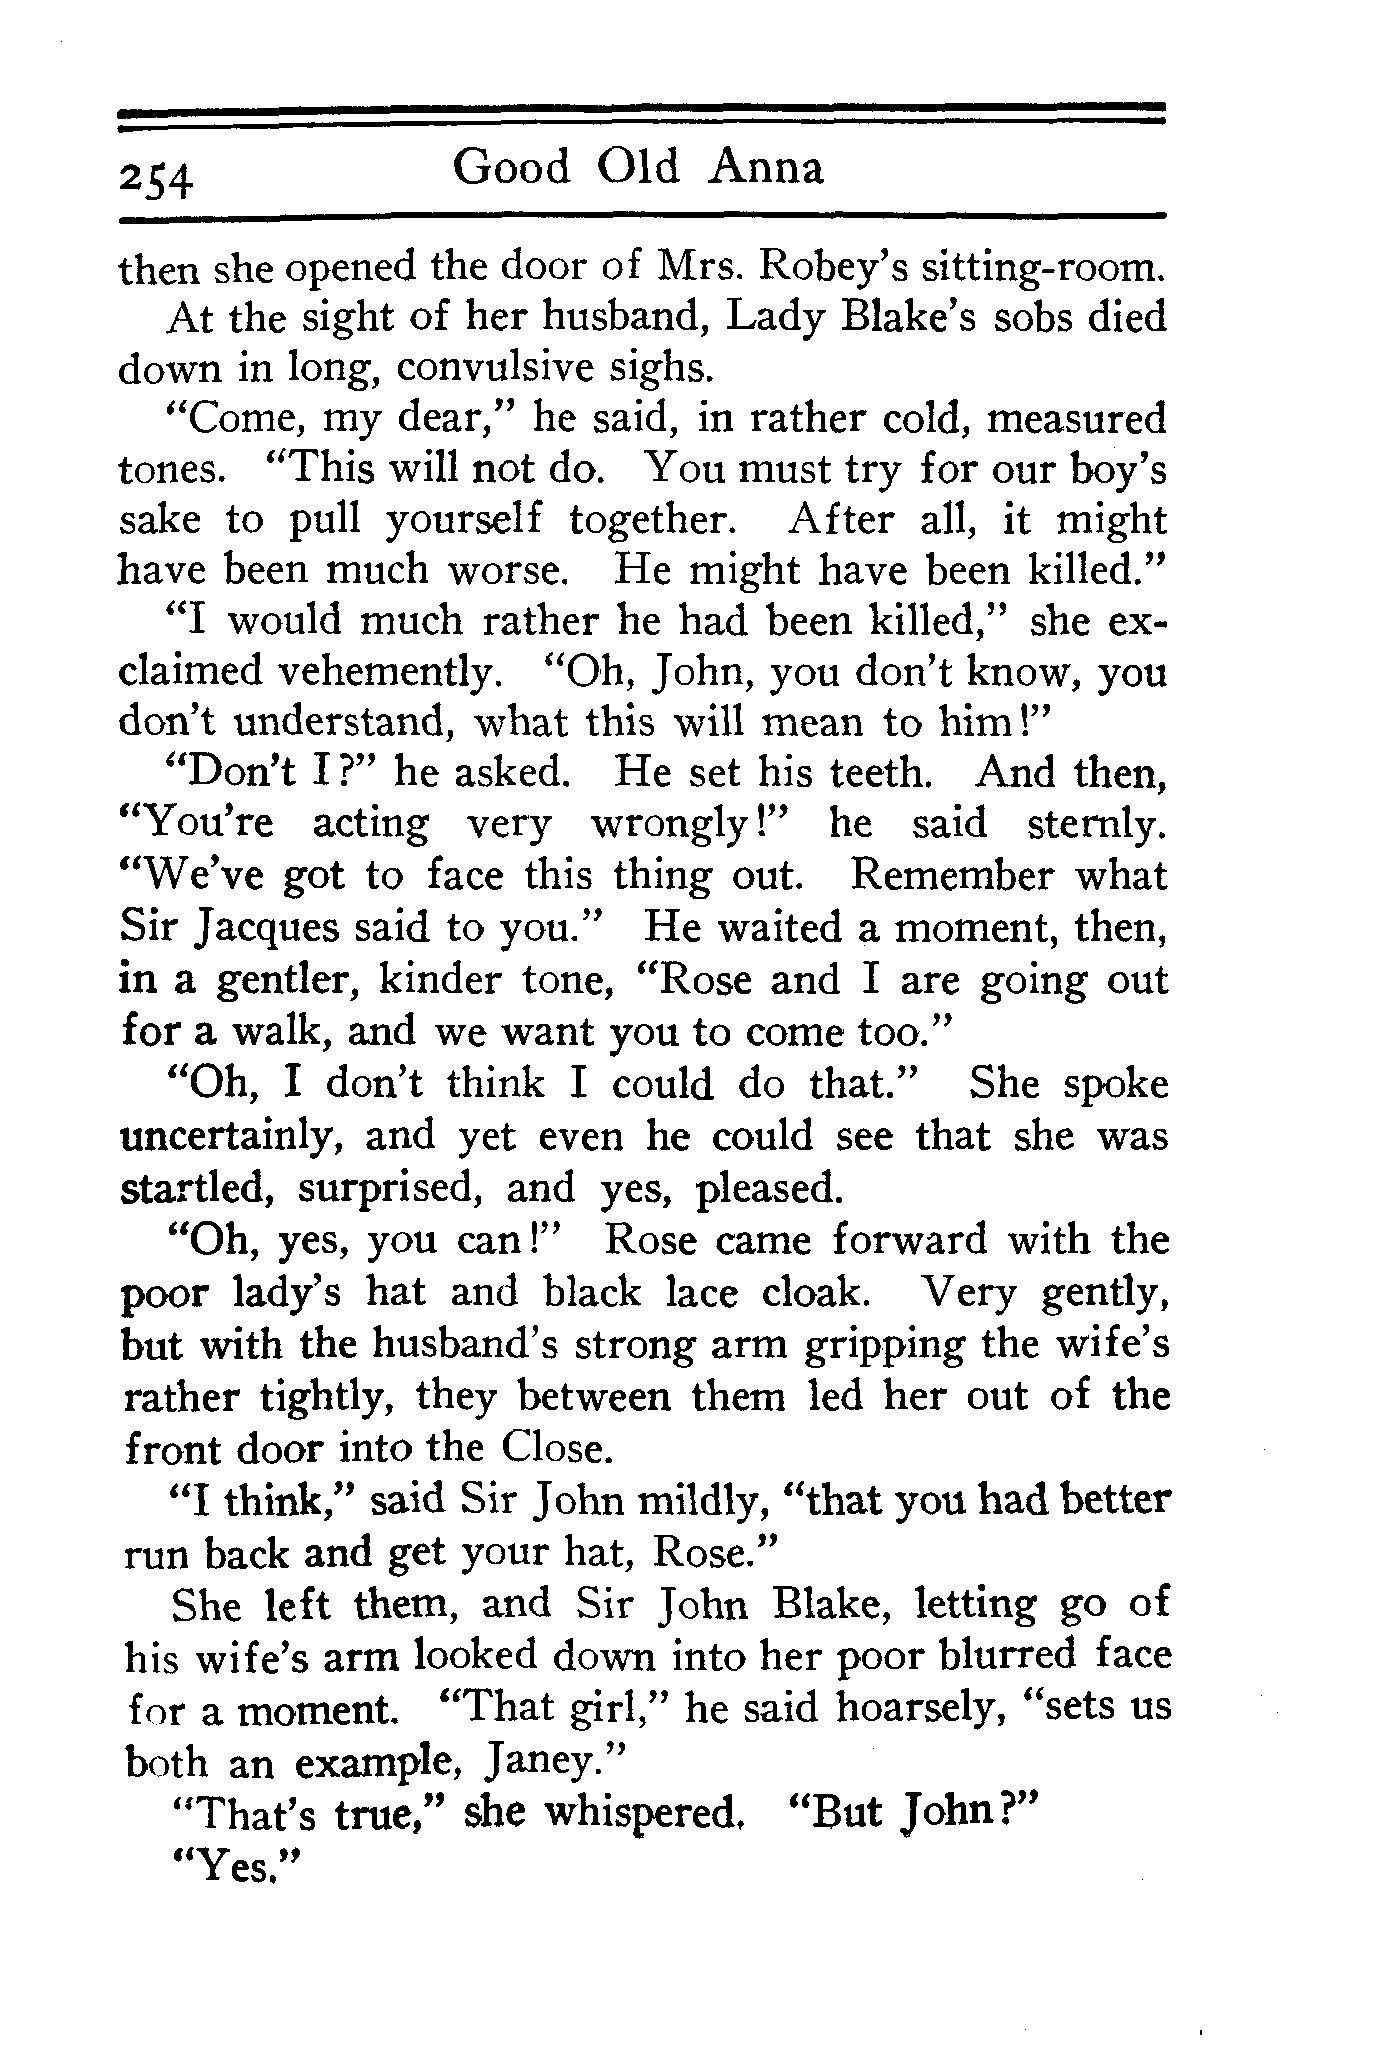 254
Good Old Anna
then she opened the door of Mrs. Robey's sitting-room.
At the sight of her husband, Lady Blake's sobs died
down in long, convulsive sighs.
"Come, my dear," he said, in rather cold, measured
tones. "This will not do. You must try for our boy's
sake to pull yourself together. After all, it might
have been much worse. He might have been killed."
"I would much rather he had been killed," she ex-
claimed vehemently. "Oh, John, you don't know, you
don't understand, what this will mean to him!"
"Don't I?" he asked. He set his teeth. And then,
"You're acting very wrongly!" he said sternly.
"We've got to face this thing out. Remember what
Sir Jacques said to you." He waited a moment, then,
in a gentler, kinder tone, "Rose and I are going out
for a walk, and we want you to come too."
"Oh, I don't think I could do that." She spoke
uncertainly, and yet even he could see that she was
startled, surprised, and yes, pleased.
"Oh, yes, you can!" Rose came forward with the
poor lady's hat and black lace cloak. Very gently,
but with the husband's strong arm gripping the wife's
rather tightly, they between them led her out of the
front door into the Close.
"I think," said Sir John mildly, "that you had better
run back and get your hat, Rose."
She left them, and Sir John Blake, letting go of
his wife's arm looked down into her poor blurred face
for a moment. "That girl," he said hoarsely, "sets us
both an example, Janey."
"That's true," she whispered. "But John?"
"Yes."